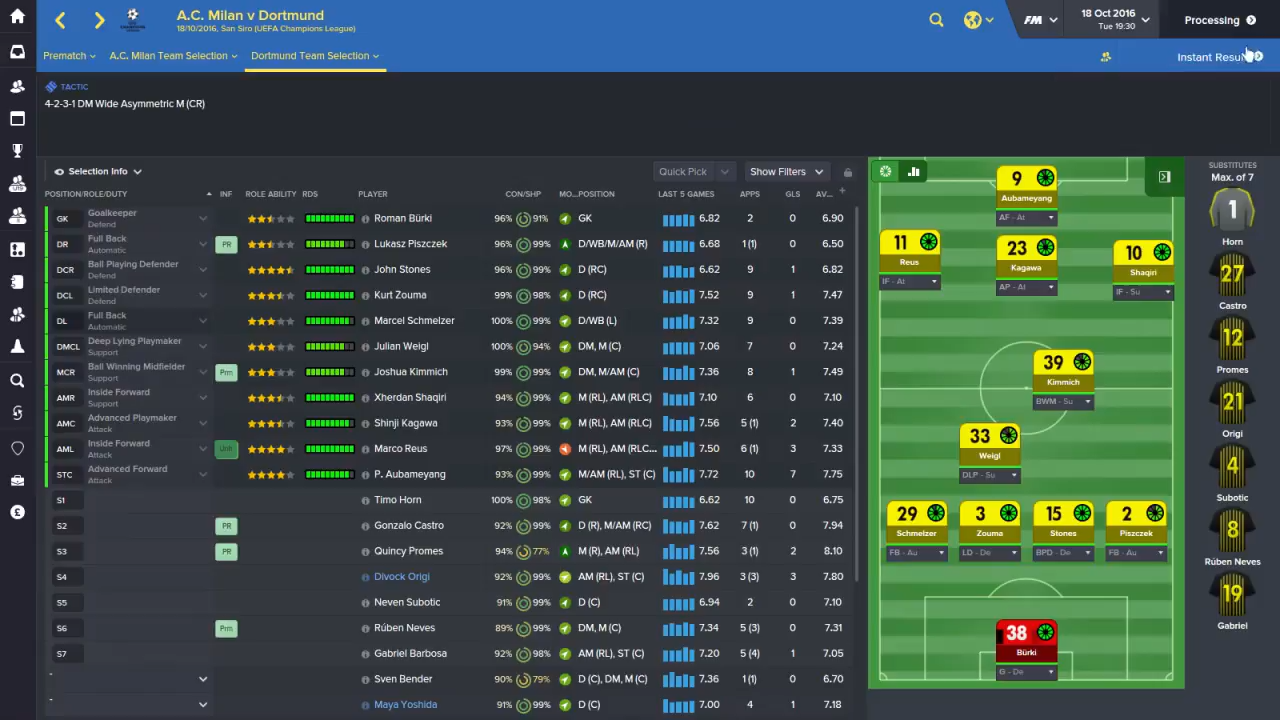 A.C. Milan v Dortmund
18/10/2016, San Siro (UEFA Champions League)
FM
18 Oct 2016
Tue 19:30
Processing
Prematch
A.C. Milan Team Selection
Dortmund Team Selection
TACTIC
4-2-3-1 DM Wide Asymmetric M (CR)
Selection Info
Quick Pick
Show Filters
POSITION/ROLE/DUTY INF ROLE ABILITY RDS PLAYER CON/SHP MO... POSITION LAST 5 GAMES APPS GLS AV...
GK Goalkeeper Defend Roman Bürki 96% 91% GK 6.82 2 0 6.90
DR Full Back Automatic PR Lukasz Piszczek 96% 99% D/WB/M/AM (R) 6.68 1(1) 0 6.50
DCR Ball Playing Defender Defend John Stones 96% 99% D (RC) 6.62 9 1 6.82
DCL Limited Defender Defend Kurt Zouma 99% 98% D (RC) 7.52 9 1 7.47
DL Full Back Automatic Marcel Schmelzer 100% 99% D/WB (L) 7.32 9 0 7.39
DMCL Deep Lying Playmaker Support Julian Weigl 100% 94% DM, M (C) 7.06 7 0 7.24
MCR Ball Winning Midfielder Support Prm Joshua Kimmich 96% 99% DM, M/AM (C) 7.36 8 1 7.49
AMR Inside Forward Support Xherdan Shaqiri 94% 99% M (RL), AM (RLC) 7.10 6 0 7.10
AMC Advanced Playmaker Attack Shinji Kagawa 93% 99% M (RL), AM (RLC) 7.56 5 (1) 2 7.40
AML Inside Forward Attack Unh Marco Reus 97% 99% M (RL), AM (RLC... 7.50 6 (1) 3 7.33
STC Advanced Forward Attack P. Aubameyang 93% 99% M/AM (RL), ST (C) 7.72 10 7 7.75
S1 Timo Horn 100% 98% GK 6.62 10 0 6.75
S2 PR Gonzalo Castro 92% 99% D (R), M/AM (RC) 7.62 7 (1) 0 7.94
S3 PR Quincy Promes 94% 77% M (R), AM (RL) 7.56 3 (1) 2 8.10
S4 Divock Origi 92% 99% AM (RL), ST (C) 7.96 3 (3) 3 7.80
S5 Neven Subotic 91% 99% D (C) 6.94 2 0 7.10
S6 Prm Rúben Neves 89% 99% DM, M (C) 7.34 5 (3) 0 7.31
S7 Gabriel Barbosa 92% 98% AM (RL), ST (C) 7.20 5 (4) 1 7.05
- Sven Bender 90% 79% D (C), DM, M (C) 7.36 1(1) 0 6.70
- Maya Yoshida 91% 99% D (C) 7.00 4 0 7.18
9
Aubameyang
AF - At
11 23 10
Reus Kagawa Shaqiri
IF - At AP - At IF - Su
39
Kimmich
BWM - Su
33
Weigl
DLP - Su
29 3 15 2
Schmelzer Zouma Stones Piszczek
FB - Au LD - De BPD - De FB - Au
38
Bürki
G - De
SUBSTITUTES
Max. of 7
1
Horn
27
Castro
12
Promes
21
Origi
4
Subotic
8
Rúben Neves
19
Gabriel